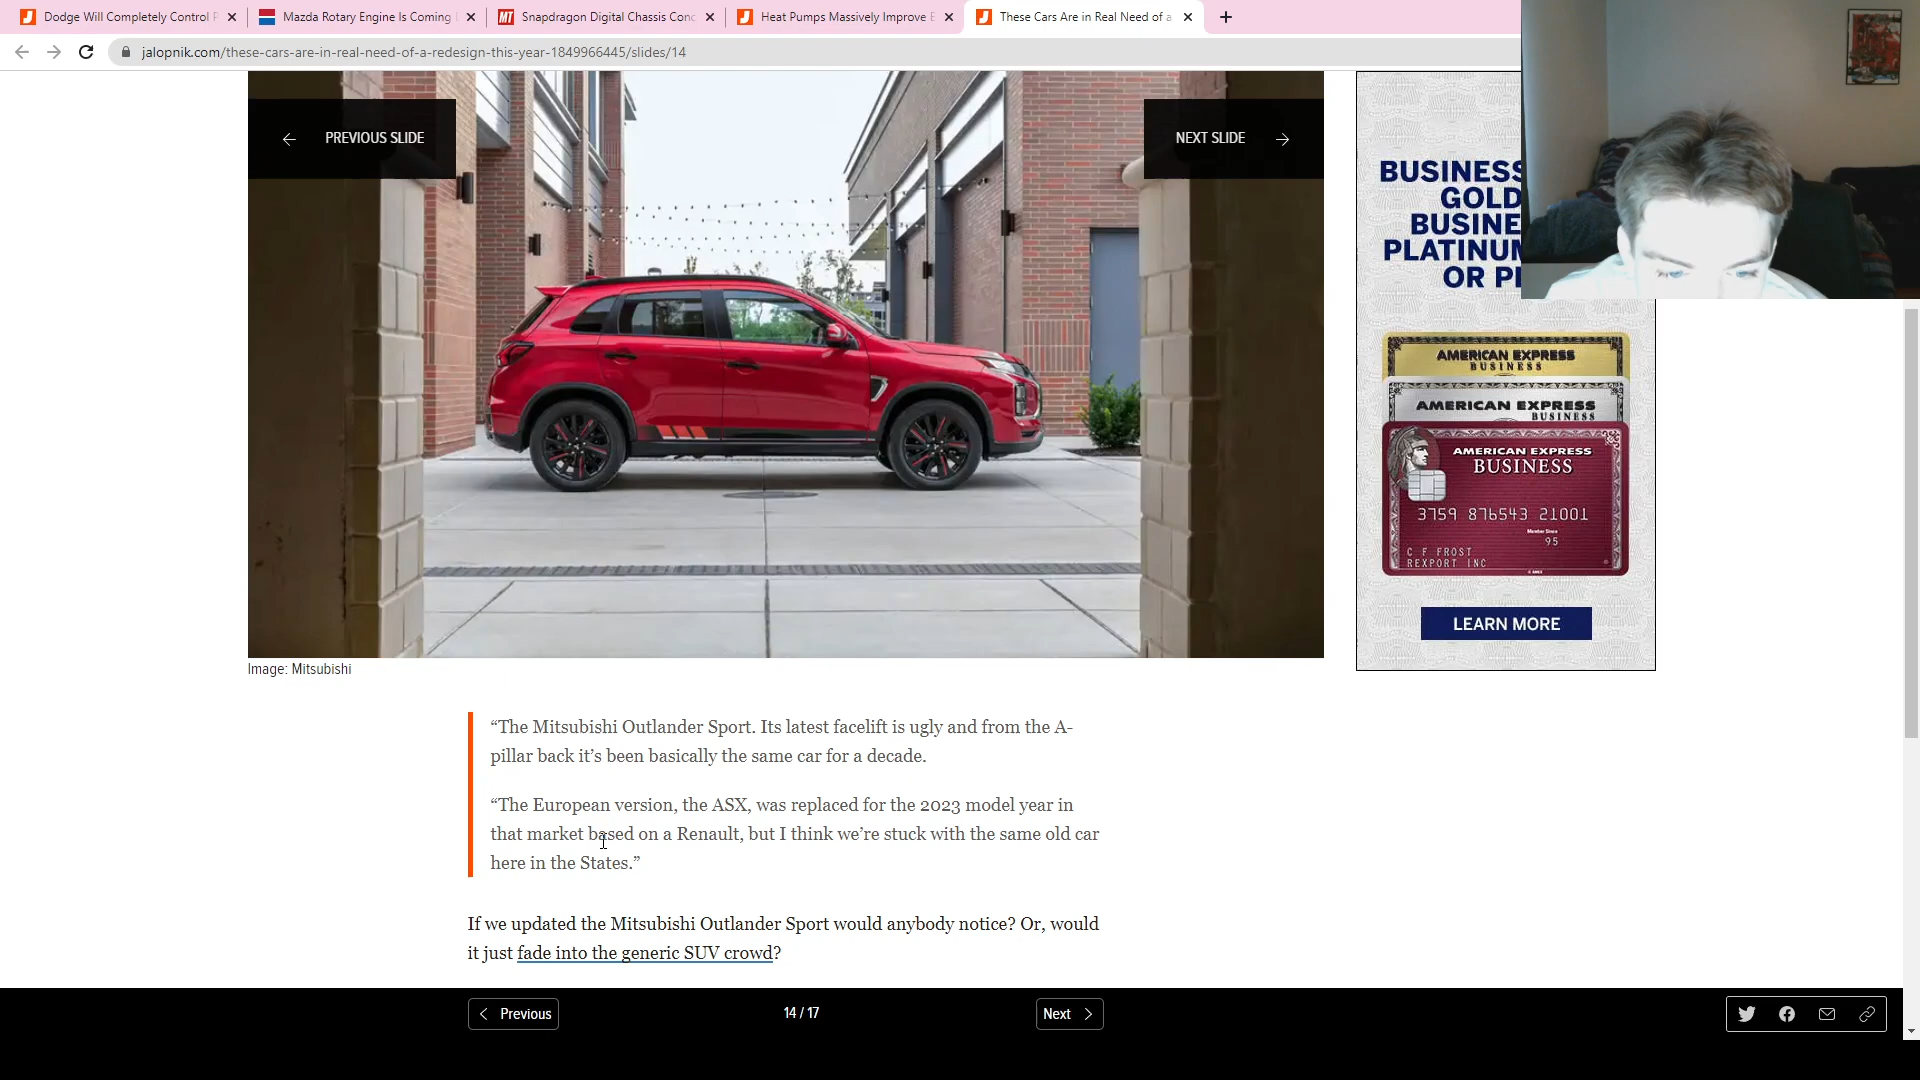 Dodge Will Completely Control P
Mazda Rotary Engine Is Coming
MT Snapdragon Digital Chassis Conc
Heat Pumps Massively Improve E
These Cars Are in Real Need of a
jalopnik.com/these-cars-are-in-real-need-of-a-redesign-this-year-1849966445/slides/14
PREVIOUS SLIDE
NEXT SLIDE
BUSINESS
GOLD
BUSINE
PLATINUM
OR PL
AMERICAN EXPRESS
BUSINESS
AMERICAN EXPRESS
BUSINESS
AMERICAN EXPRESS
BUSINESS
3759 876543 21001
Member Since
95
C F FROST
REXPORT INC
LEARN MORE
Image: Mitsubishi
“The Mitsubishi Outlander Sport. Its latest facelift is ugly and from the A-
pillar back it’s been basically the same car for a decade.
“The European version, the ASX, was replaced for the 2023 model year in
that market based on a Renault, but I think we’re stuck with the same old car
here in the States.”
If we updated the Mitsubishi Outlander Sport would anybody notice? Or, would
it just fade into the generic SUV crowd?
Previous
14 / 17
Next